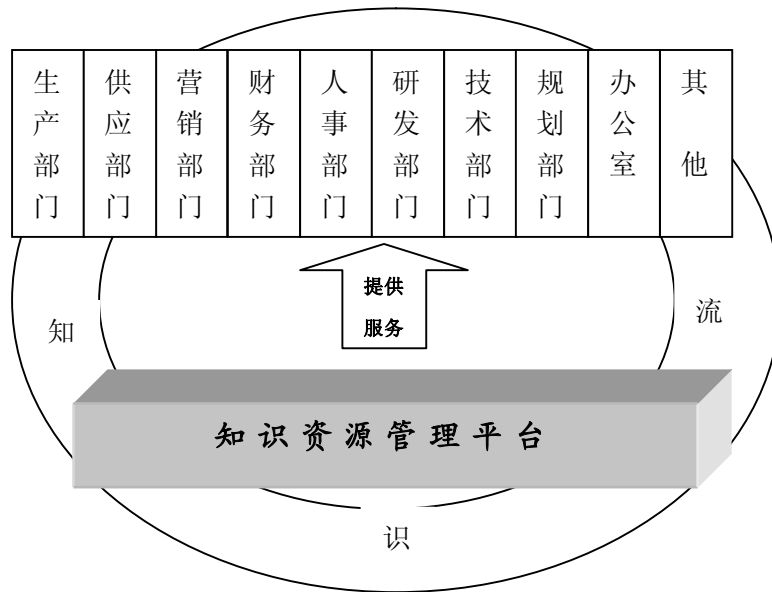 生产部门
供应部门
营销部门
财务部门
人事部门
研发部门
技术部门
规划部门
办公室
其他
提供
服务
知
流
知识资源管理平台
识